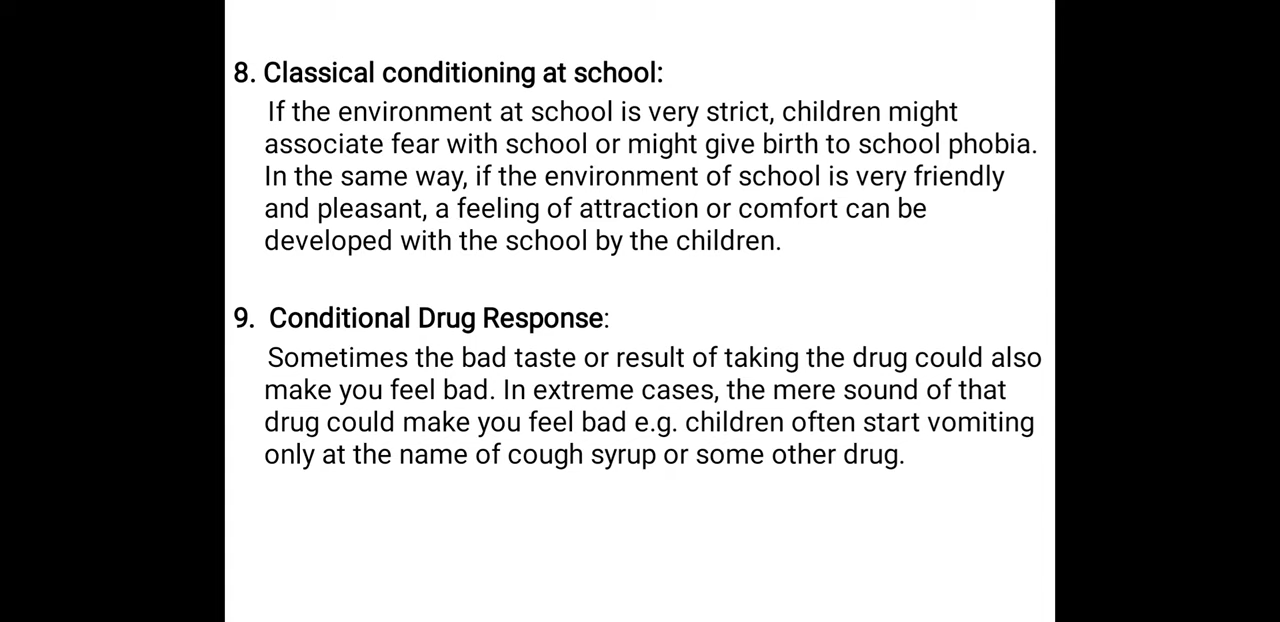 8. Classical conditioning at school:
If the environment at school is very strict, children might
associate fear with school or might give birth to school phobia.
In the same way, if the environment of school is very friendly
and pleasant, a feeling of attraction or comfort can be
developed with the school by the children.
9. Conditional Drug Response:
Sometimes the bad taste or result of taking the drug could also
make you feel bad. In extreme cases, the mere sound of that
drug could make you feel bad e.g. children often start vomiting
only at the name of cough syrup or some other drug.